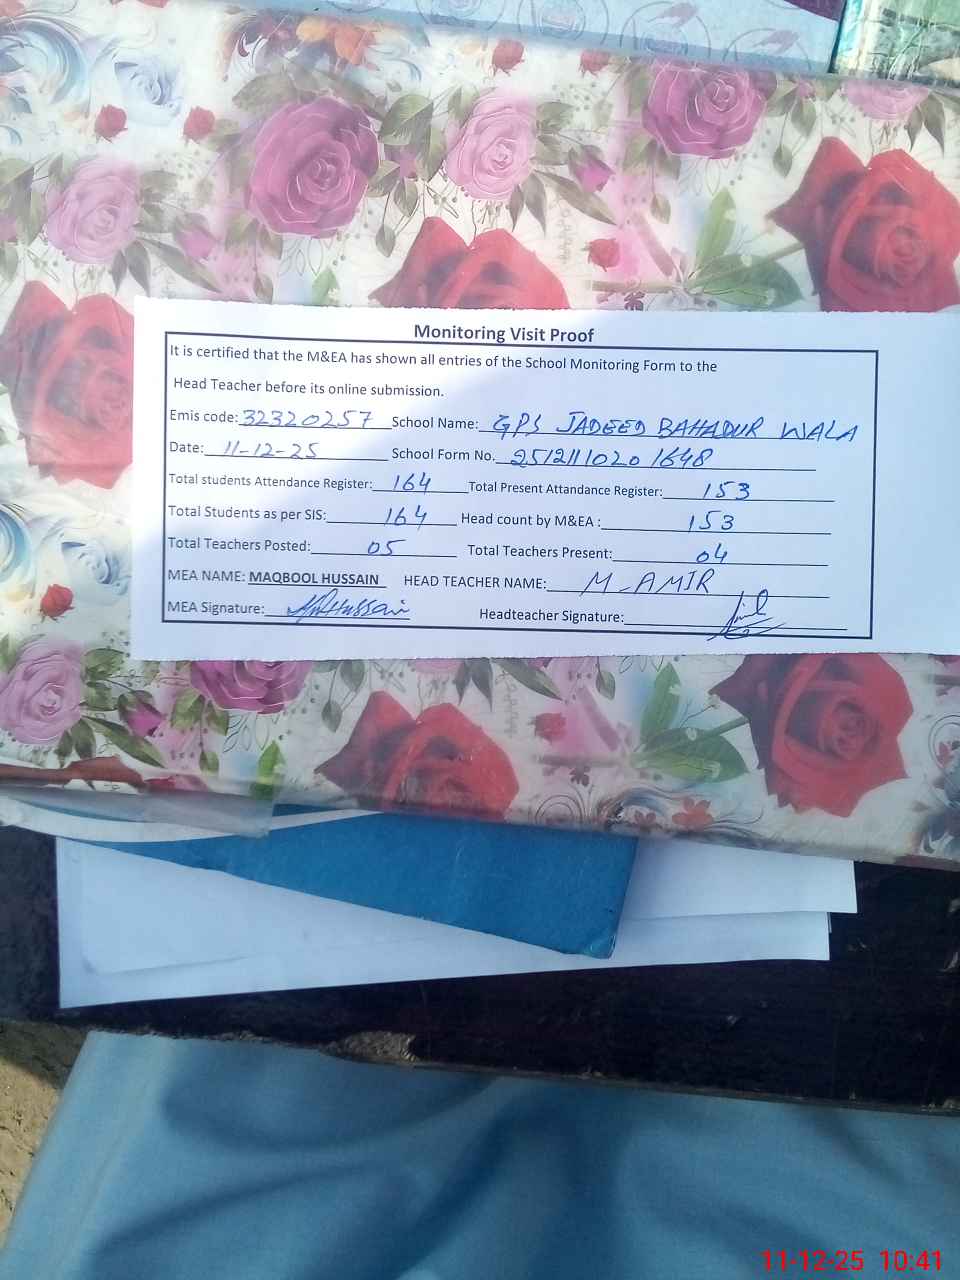 Monitoring Visit Proof
It is certified that the M&EA has shown all entries of the School Monitoring Form to the
Head Teacher before its online submission.
Emis code: 32320257 School Name: GPS JADEED BAHADUR WALA
Date: 11-12-25 School Form No. 25121110201648
Total students Attendance Register: 164 Total Present Attandance Register: 153
Total Students as per SIS: 164 Head count by M&EA : 153
Total Teachers Posted: 05 Total Teachers Present: 04
MEA NAME: MAQBOOL HUSSAIN HEAD TEACHER NAME: M-AMIR
MEA Signature: Hussain Headteacher Signature:
11-12-25 10:41